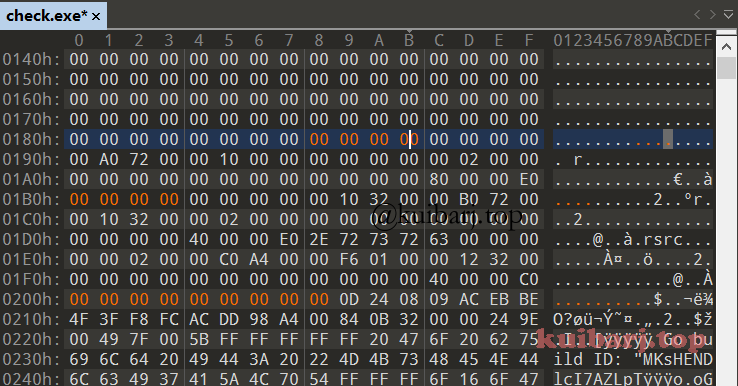 check.exe*
0 1 2 3 4 5 6 7 8 9 A B C D E F 0123456789ABCDEF
0140h: 00 00 00 00 00 00 00 00 00 00 00 00 00 00 00 00 ................
0150h: 00 00 00 00 00 00 00 00 00 00 00 00 00 00 00 00 ................
0160h: 00 00 00 00 00 00 00 00 00 00 00 00 00 00 00 00 ................
0170h: 00 00 00 00 00 00 00 00 00 00 00 00 00 00 00 00 ................
0180h: 00 00 00 00 00 00 00 00 00 00 00 00 00 00 00 00 ................
0190h: 00 A0 72 00 00 10 00 00 00 00 00 00 00 02 00 00 . r.............
01A0h: 00 00 00 00 00 00 00 00 00 00 00 00 80 00 00 E0 ............€..à
01B0h: 00 00 00 00 00 00 00 00 00 10 32 00 00 B0 72 00 ..........2..°r.
01C0h: 00 10 32 00 00 02 00 00 00 00 00 00 00 00 00 00 ..2.............
01D0h: 00 00 00 00 40 00 00 E0 2E 72 73 72 63 00 00 00 ....@..à.rsrc...
01E0h: 00 00 02 00 00 C0 A4 00 00 F6 01 00 00 12 32 00 .....À¤..ö....2.
01F0h: 00 00 00 00 00 00 00 00 00 00 00 00 40 00 00 C0 ............@..À
0200h: 00 00 00 00 00 00 00 00 0D 24 08 09 AC EB BE .........$..¬ë¾
0210h: 4F 3F F8 FC AC DD 98 A4 00 84 0B 32 00 00 24 9E O?øü¬Ý˜¤.„.2..$ž
0220h: 00 49 7F 00 5B FF FF FF FF 20 47 6F 20 62 75 .I..[ÿÿÿÿ Go bu
0230h: 69 6C 64 20 49 44 3A 20 22 4D 4B 73 48 45 4E 44 ild ID: "MKsHEND
0240h: 6C 63 49 37 41 5A 4C 70 54 FF FF FF 6F 16 6F 47 lcI7AZLpTÿÿÿo.oG
@kuibarj.top
kuibarj.top